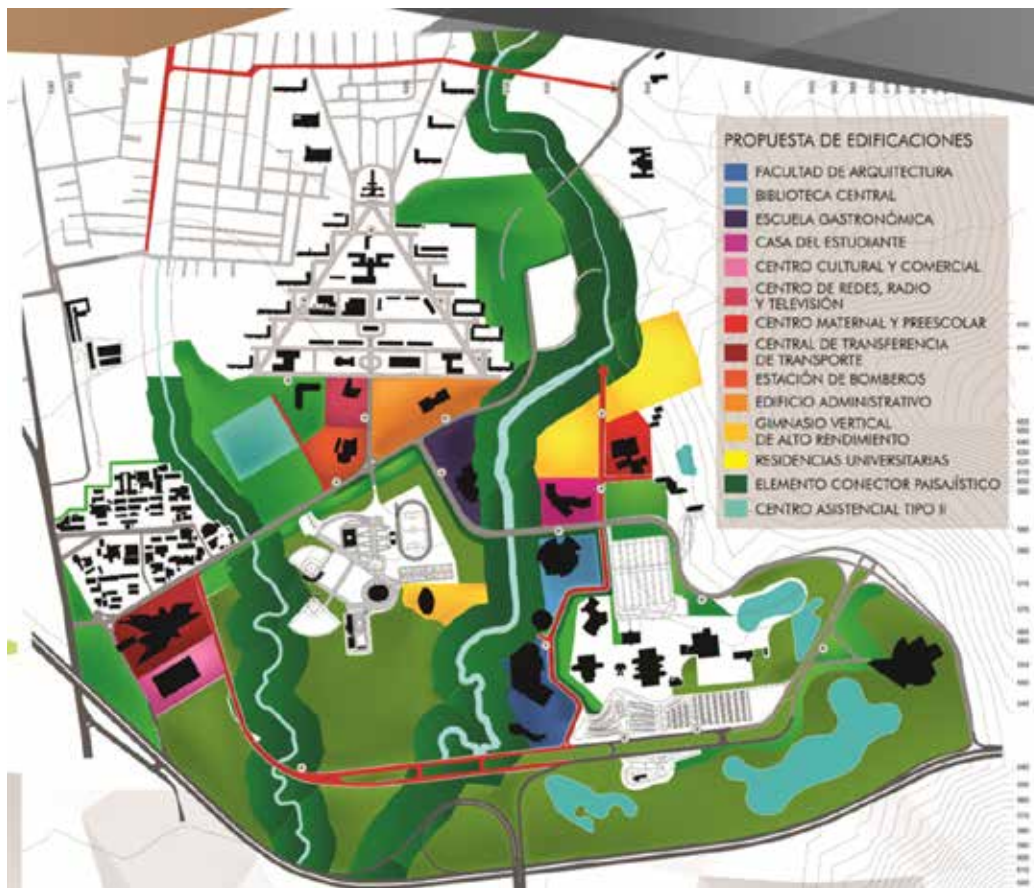 PROPUESTA DE EDIFICACIONES
FACULTAD DE ARQUITECTURA
BIBLIOTECA CENTRAL
ESCUELA GASTRONÓMICA
CASA DEL ESTUDIANTE
CENTRO CULTURAL Y COMERCIAL
CENTRO DE REDES, RADIO
Y TELEVISIÓN
CENTRO MATERNAL Y PREESCOLAR
CENTRAL DE TRANSFERENCIA
DE TRANSPORTE
ESTACIÓN DE BOMBEROS
EDIFICIO ADMINISTRATIVO
GIMNASIO VERTICAL
DE ALTO RENDIMIENTO
RESIDENCIAS UNIVERSITARIAS
ELEMENTO CONECTOR PAISAJÍSTICO
CENTRO ASISTENCIAL TIPO II